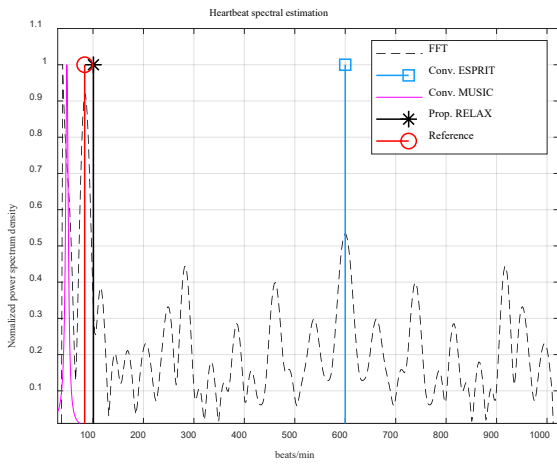 Heartbeat spectral estimation
1.1
1
0.9
0.8
0.7
0.6
0.5
0.4
0.3
0.2
0.1
Normalized power spectrum density
FFT
Conv. ESPRIT
Conv. MUSIC
Prop. RELAX
Reference
100 200 300 400 500 600 700 800 900 1000
beats/min